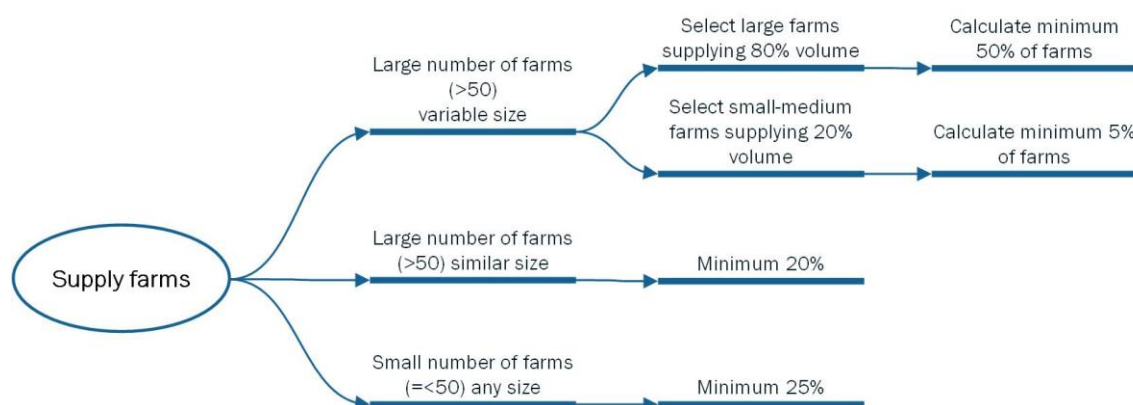 Supply farms
Large number of farms
(>50)
variable size
Select large farms
supplying 80% volume
Calculate minimum
50% of farms
Select small-medium
farms supplying 20%
volume
Calculate minimum 5%
of farms
Large number of farms
(>50) similar size
Minimum 20%
Small number of farms
(=<50) any size
Minimum 25%